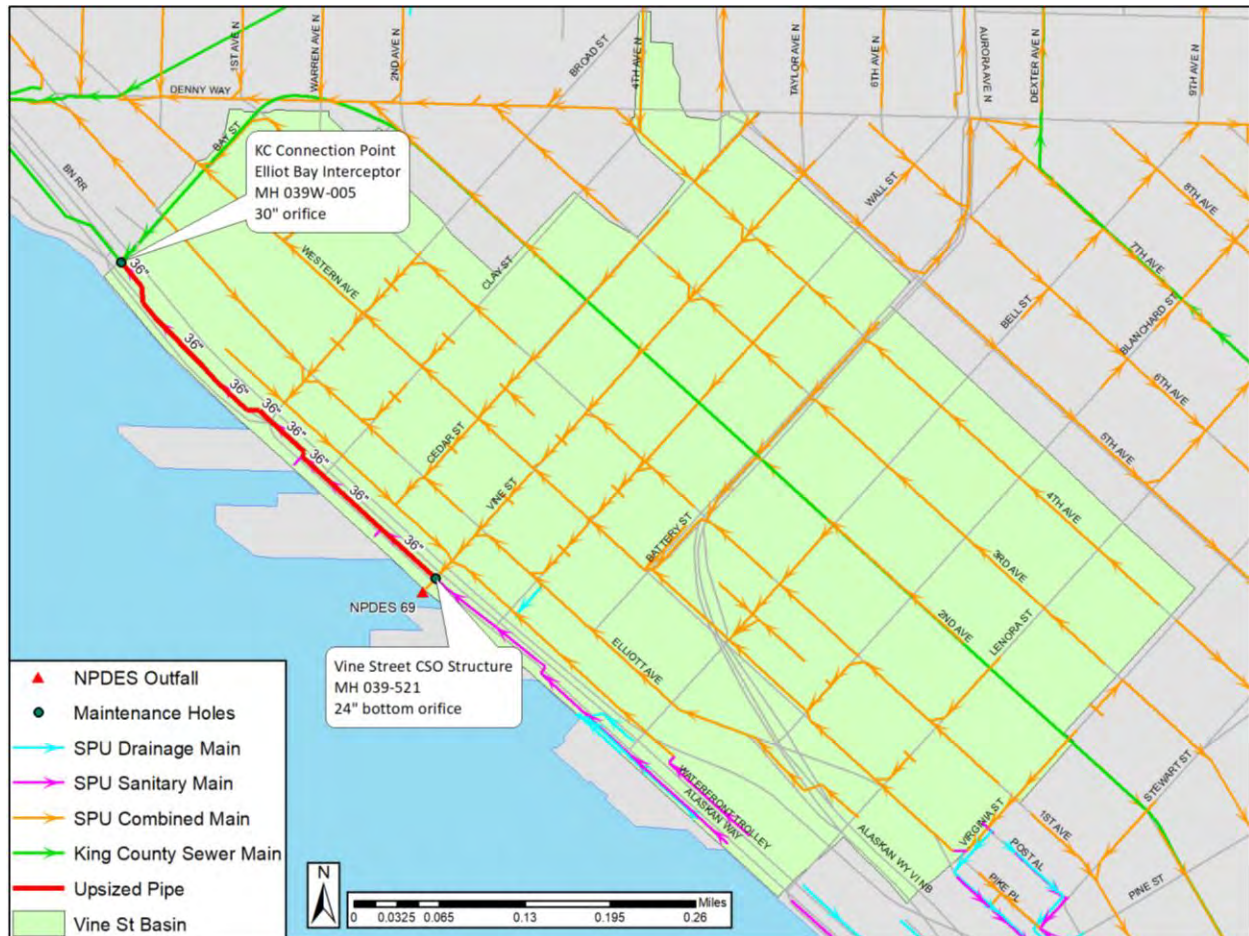 1ST AVE N
WARREN AVE N
2ND AVE N
BROAD ST
4TH AVE N
TAYLOR AVE N
6TH AVE N
AURORA AVE N
DEXTER AVE N
9TH AVE N
DENNY WAY
BAY ST
BN RR
KC Connection Point
Elliot Bay Interceptor
MH 039W-005
30" orifice
WALL ST
8TH AVE
7TH AVE
WESTERN AVE
CLAY ST
BELL ST
BLANCHARD ST
6TH AVE
5TH AVE
36"
36"
36"
36"
36"
36"
36"
36"
CEDAR ST
VINE ST
BATTERY ST
4TH AVE
3RD AVE
2ND AVE
LENORA ST
NPDES 69
ELLIOTT AVE
Vine Street CSO Structure
MH 039-521
24" bottom orifice
WATERFRONT TROLLEY
ALASKAN WAY
ALASKAN WY VI NB
VIRGINIA ST
1ST AVE
STEWART ST
POST AL
PIKE PL
PINE ST
NPDES Outfall
Maintenance Holes
SPU Drainage Main
SPU Sanitary Main
SPU Combined Main
King County Sewer Main
Upsized Pipe
Vine St Basin
N
Miles
0 0.0325 0.065 0.13 0.195 0.26